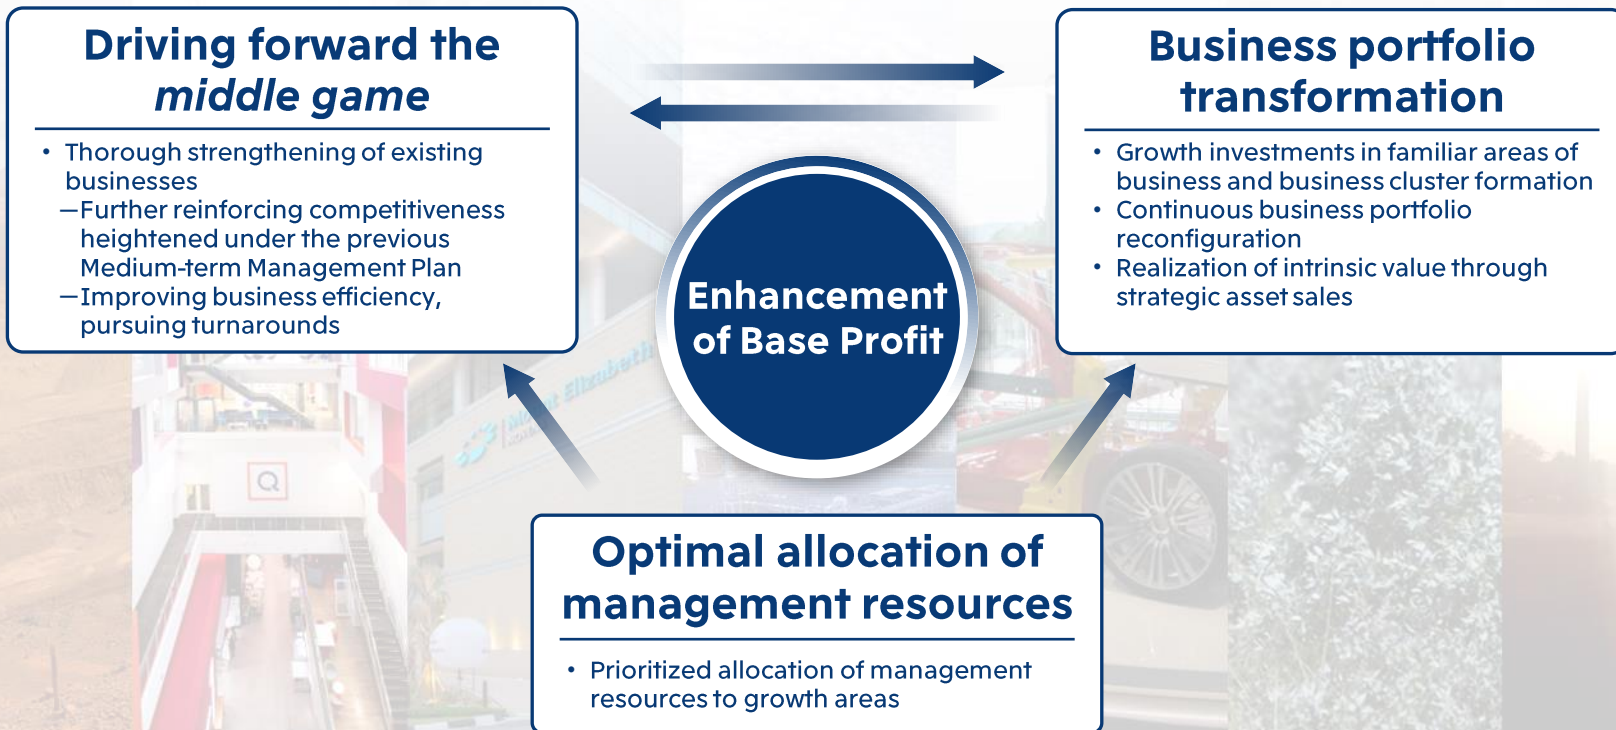 Driving forward the
middle game
• Thorough strengthening of existing
businesses
—Further reinforcing competitiveness
heightened under the previous
Medium-term Management Plan
—Improving business efficiency,
pursuing turnarounds
Business portfolio
transformation
• Growth investments in familiar areas of
business and business cluster formation
• Continuous business portfolio
reconfiguration
• Realization of intrinsic value through
strategic asset sales
Enhancement
of Base Profit
Mount Elizabeth
Optimal allocation of
management resources
• Prioritized allocation of management
resources to growth areas